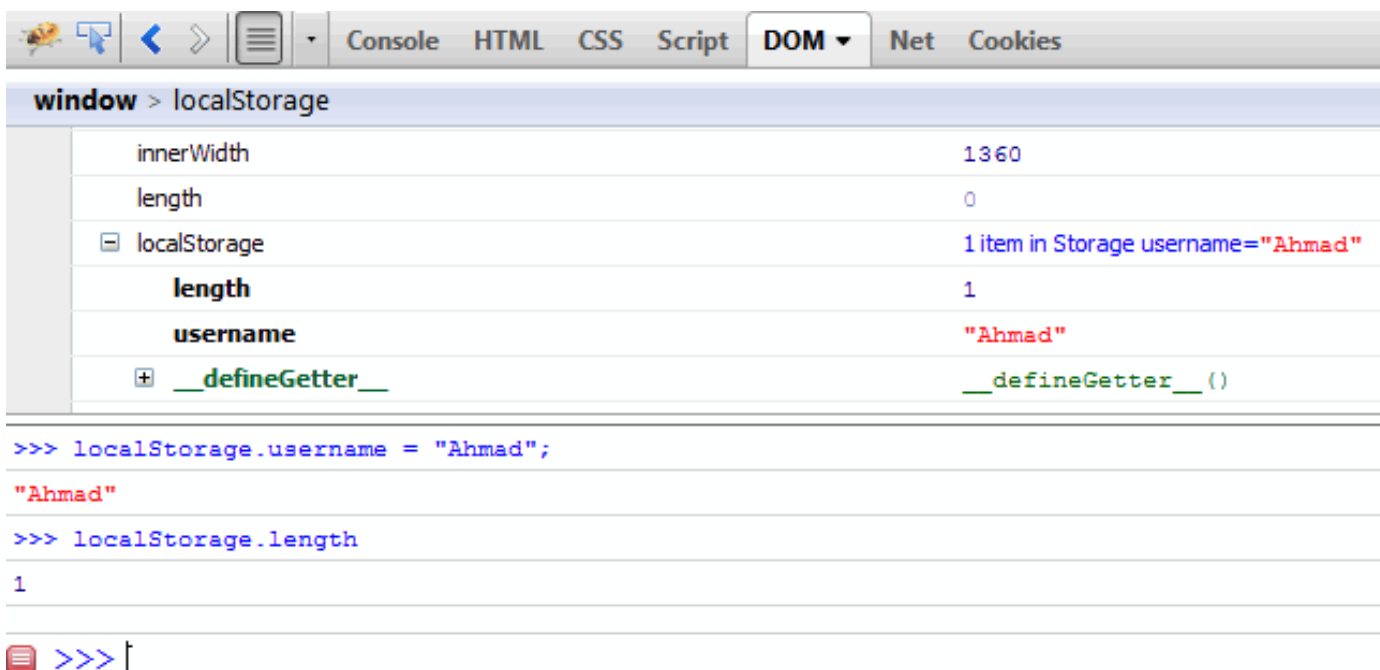 Console HTML CSS Script DOM Net Cookies
window > localStorage
innerWidth 1360
length 0
localStorage 1 item in Storage username="Ahmad"
length 1
username "Ahmad"
__defineGetter__ __defineGetter__()
>>> localStorage.username = "Ahmad";
"Ahmad"
>>> localStorage.length
1
>>>